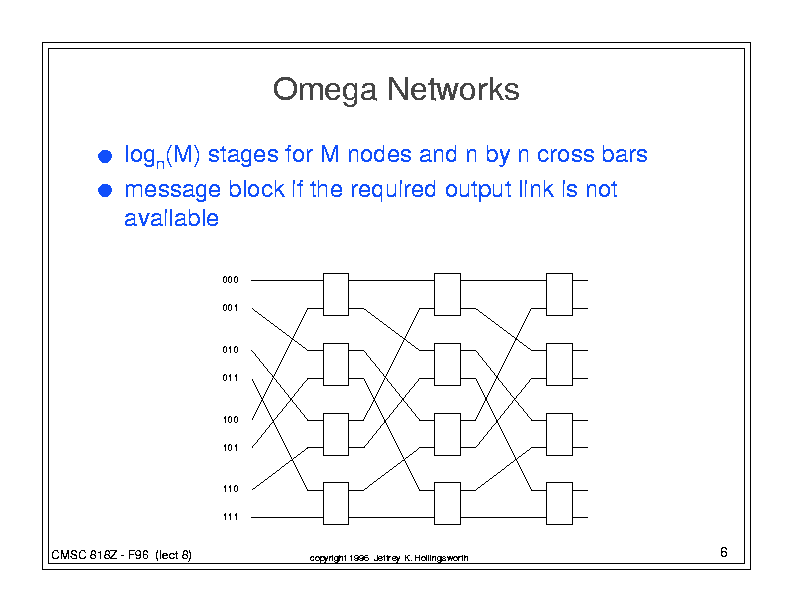 Omega Networks
logn(M) stages for M nodes and n by n cross bars
message block if the required output link is not
available
000
001
010
011
100
101
110
111
CMSC 818Z - F96 (lect 8)
copyright 1996 Jeffrey K. Hollingsworth
6